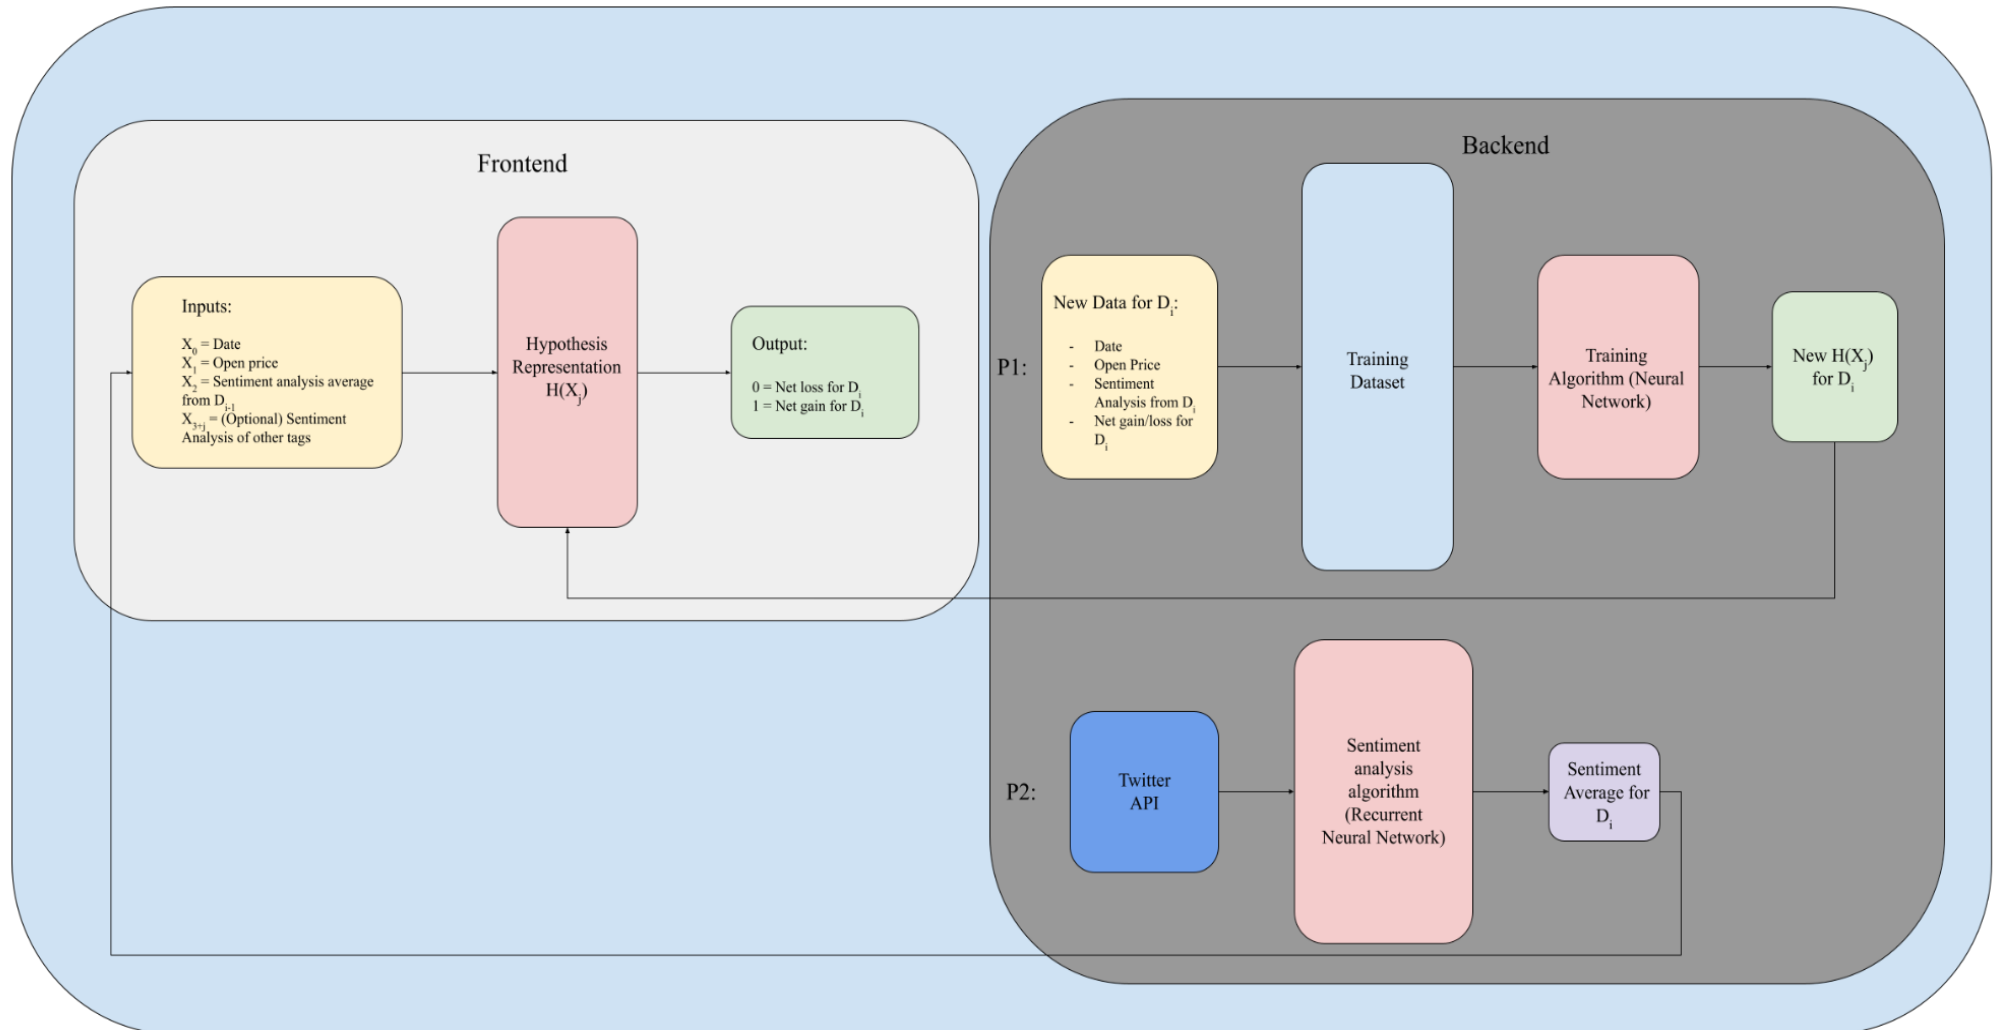 Frontend
Inputs:
X₀ = Date
X₁ = Open price
X₂ = Sentiment analysis average
from Dᵢ₋₁
X₃₊ⱼ = (Optional) Sentiment
Analysis of other tags
Hypothesis
Representation
H(Xⱼ)
Output:
0 = Net loss for Dᵢ
1 = Net gain for Dᵢ
Backend
P1:
New Data for Dᵢ:
- Date
- Open Price
- Sentiment
Analysis from Dᵢ
- Net gain/loss for
Dᵢ
Training
Dataset
Training
Algorithm (Neural
Network)
New H(Xⱼ)
for Dᵢ
P2:
Twitter
API
Sentiment
analysis
algorithm
(Recurrent
Neural Network)
Sentiment
Average for
Dᵢ